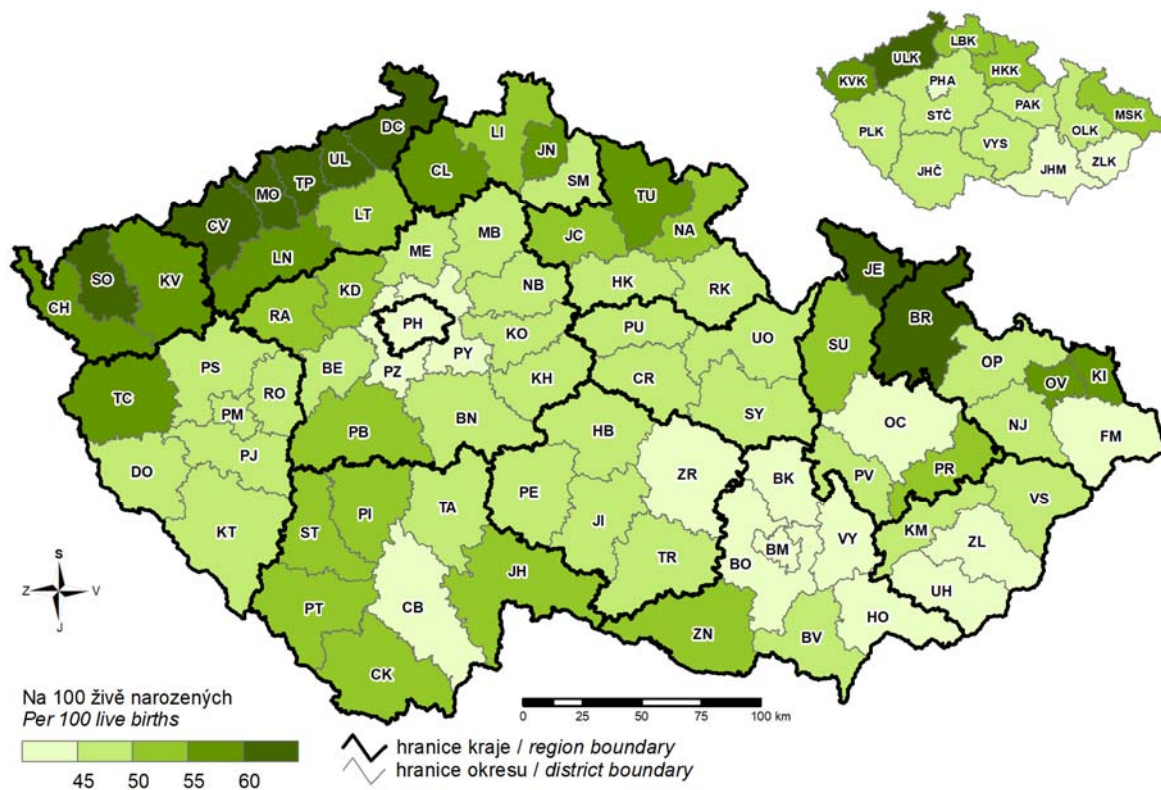 LBK
ULK
KVK
PHA
HKK
PAK
MSK
STČ
PLK
OLK
VYS
JHČ
JHM
ZLK
DC
LI
UL
JN
CL
TP
MO
SM
TU
CV
LT
MB
JC
NA
ME
LN
SO
KV
JE
CH
KD
NB
HK
RK
RA
BR
PH
KO
PU
UO
SU
OP
KI
OV
PS
BE
PZ
PY
TC
RO
KH
CR
PM
BN
SY
OC
NJ
FM
PB
HB
PJ
DO
ZR
PR
PV
BK
VS
PE
TA
PI
ST
JI
KT
KM
VY
ZL
BM
TR
BO
JH
UH
PT
CB
HO
ZN
BV
CK
S
Z V
J
Na 100 živě narozených
Per 100 live births
45 50 55 60
0 25 50 75 100 km
hranice kraje / region boundary
hranice okresu / district boundary